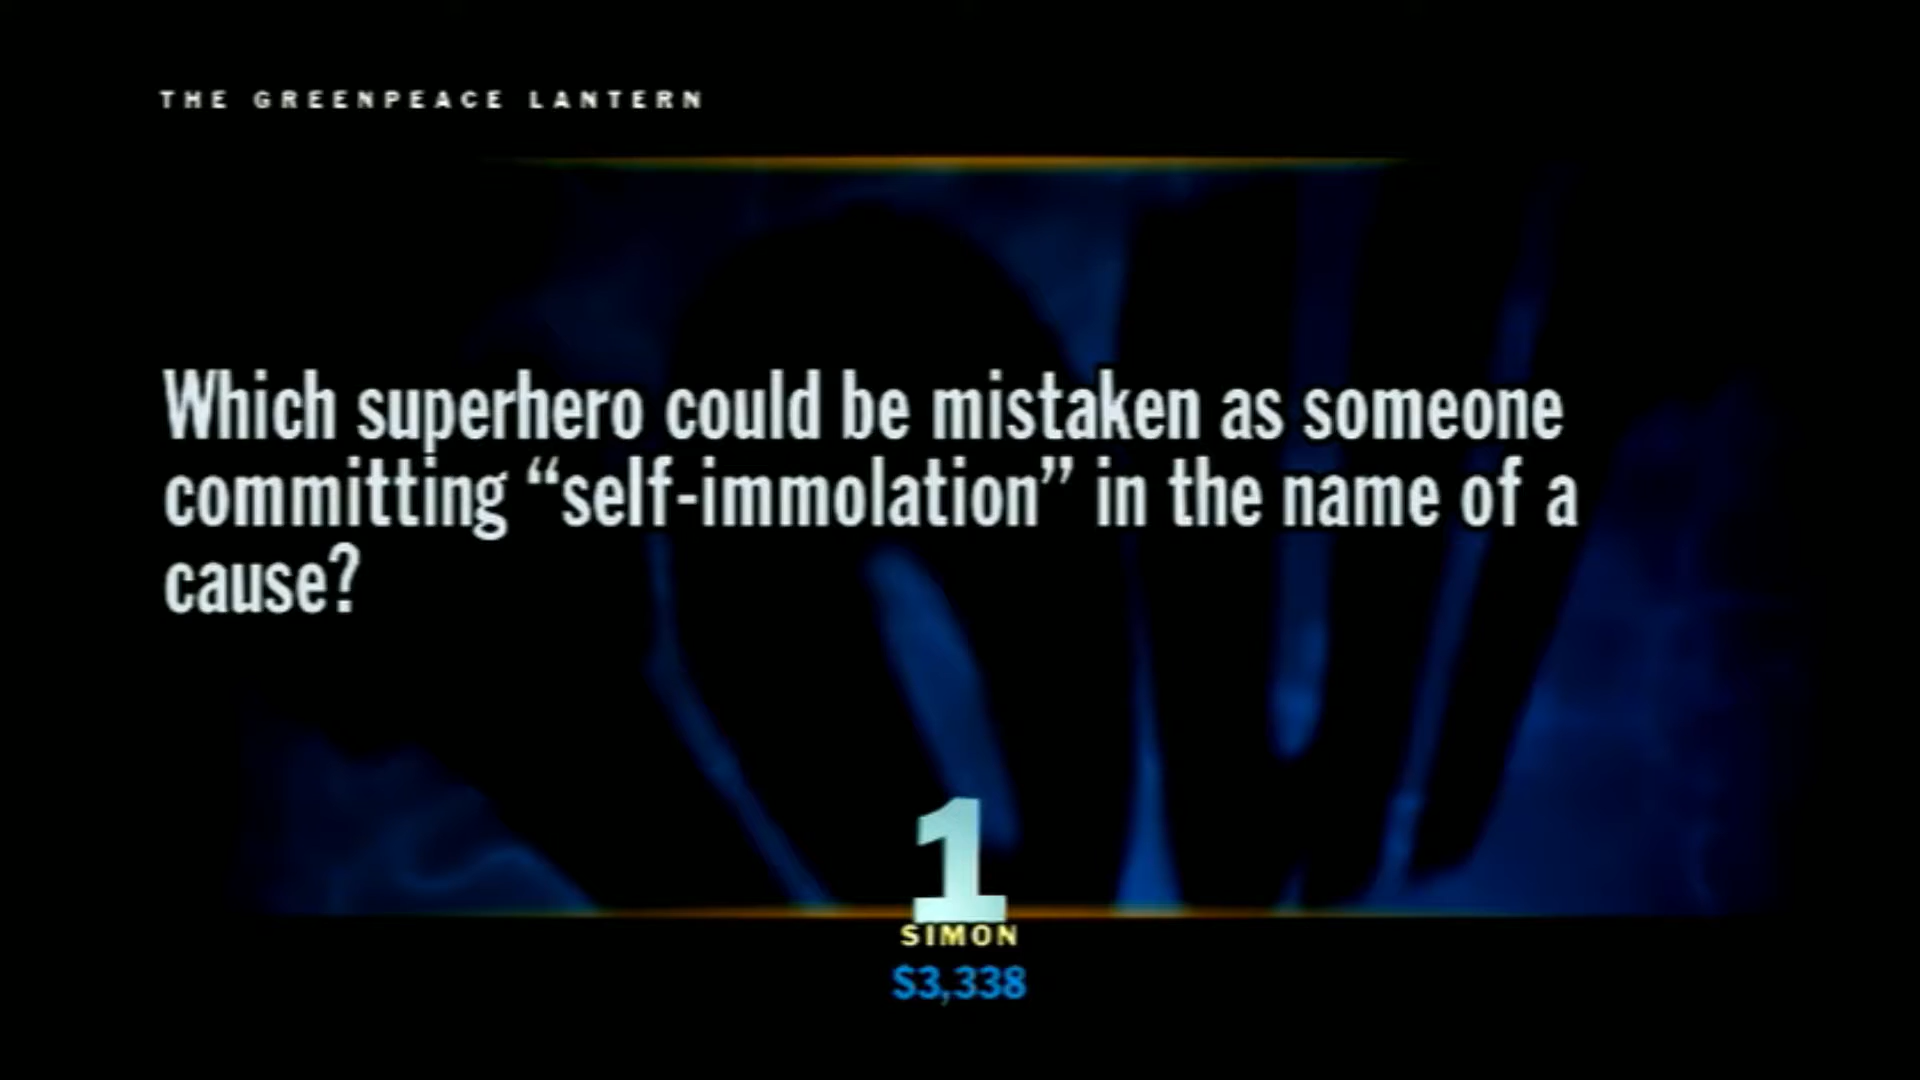 THE GREENPEACE LANTERN
Which superhero could be mistaken as someone
committing “self-immolation” in the name of a
cause?
1
SIMON
$3,338